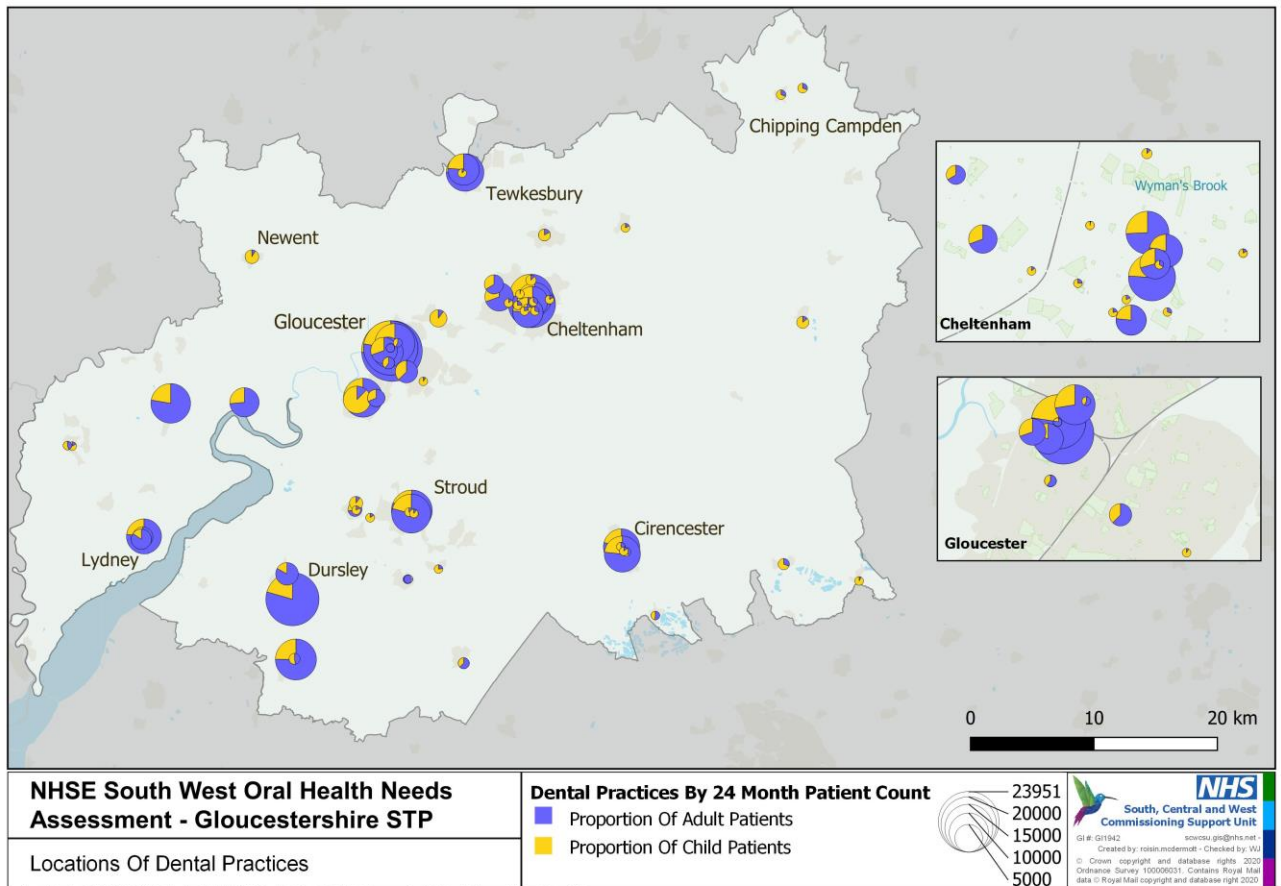 Chipping Campden
Tewkesbury
Newent
Gloucester
Cheltenham
Stroud
Lydney
Dursley
Cirencester
Wyman's Brook
Cheltenham
Gloucester
0 10 20 km
NHSE South West Oral Health Needs
Assessment - Gloucestershire STP
Locations Of Dental Practices
Dental Practices By 24 Month Patient Count
Proportion Of Adult Patients
Proportion Of Child Patients
23951
20000
15000
10000
5000
NHS
South, Central and West
Commissioning Support Unit
GI #: GI1942 scwcsu.gis@nhs.net -
Created by: roisin.mcdermott - Checked by: WJ
© Crown copyright and database rights 2020
Ordnance Survey 100006031. Contains Royal Mail
data © Royal Mail copyright and database right 2020